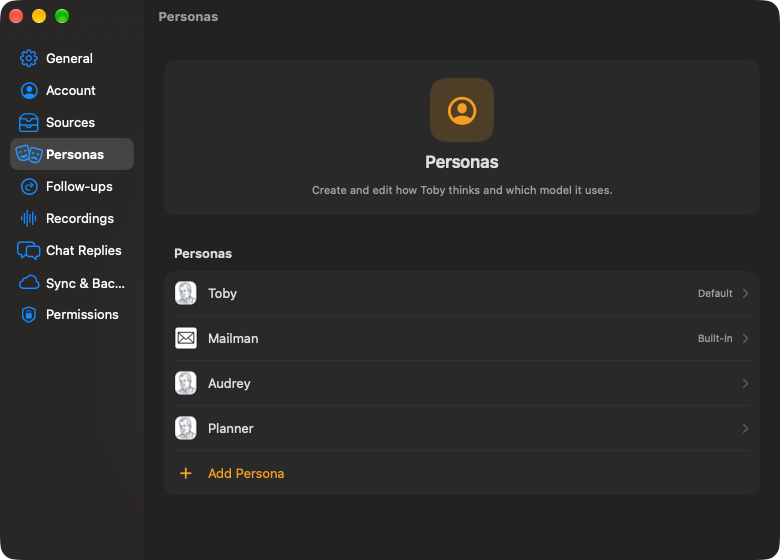 Personas
General
Account
Sources
Personas
Follow-ups
Recordings
Chat Replies
Sync & Bac...
Permissions
Personas
Create and edit how Toby thinks and which model it uses.
Personas
Toby Default
Mailman Built-in
Audrey
Planner
+ Add Persona